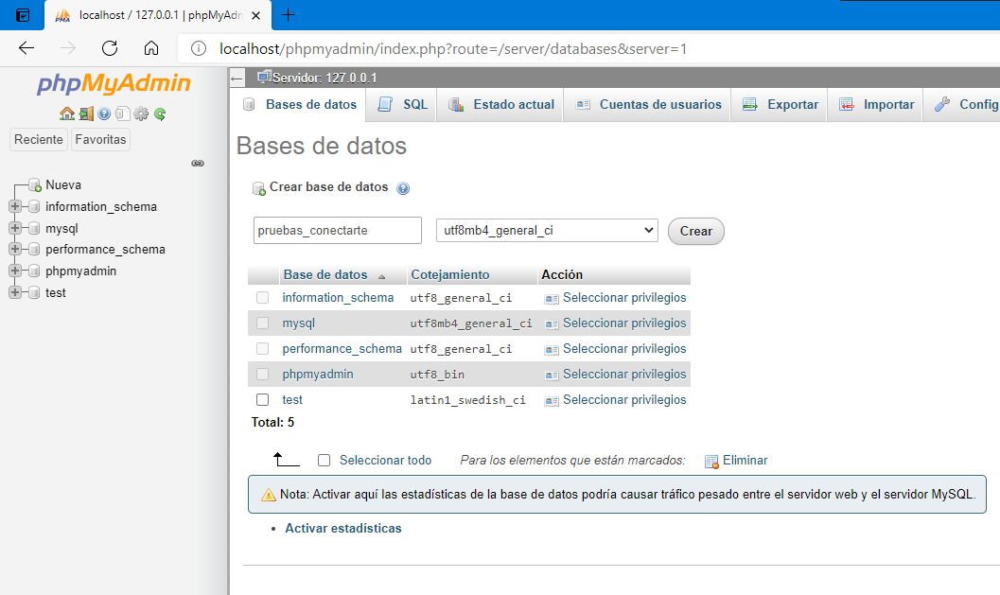 localhost / 127.0.0.1 | phpMyAdn
localhost/phpmyadmin/index.php?route=/server/databases&server=1
phpMyAdmin
Reciente Favoritas
Nueva
information_schema
mysql
performance_schema
phpmyadmin
test
Servidor: 127.0.0.1
Bases de datos SQL Estado actual Cuentas de usuarios Exportar Importar Config
Bases de datos
Crear base de datos
pruebas_conectarte utf8mb4_general_ci Crear
Base de datos Cotejamiento Acción
information_schema utf8_general_ci Seleccionar privilegios
mysql utf8mb4_general_ci Seleccionar privilegios
performance_schema utf8_general_ci Seleccionar privilegios
phpmyadmin utf8_bin Seleccionar privilegios
test latin1_swedish_ci Seleccionar privilegios
Total: 5
Seleccionar todo Para los elementos que están marcados: Eliminar
Nota: Activar aquí las estadísticas de la base de datos podría causar tráfico pesado entre el servidor web y el servidor MySQL.
• Activar estadísticas